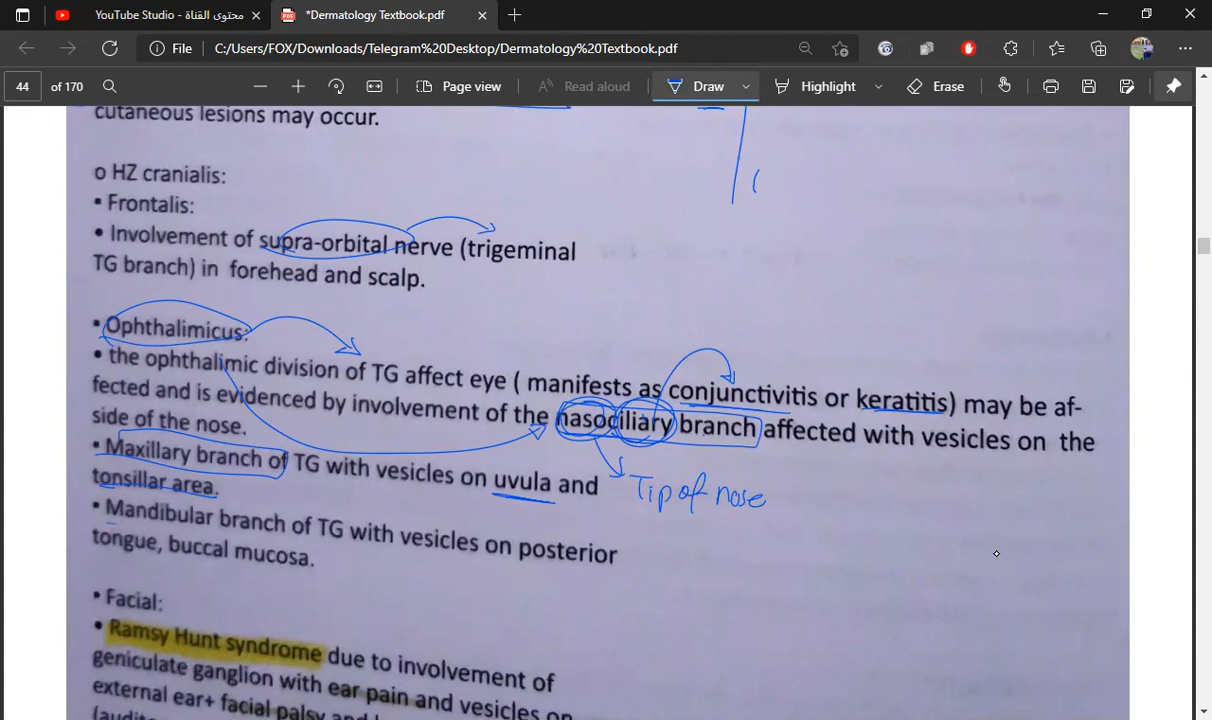 YouTube Studio - محتوى القناة
*Dermatology Textbook.pdf
File
C:/Users/FOX/Downloads/Telegram%20Desktop/Dermatology%20Textbook.pdf
44 of 170
Page view
Read aloud
Draw
Highlight
Erase
cutaneous lesions may occur.
o HZ cranialis:
• Frontalis:
• Involvement of supra-orbital nerve (trigeminal
TG branch) in forehead and scalp.
• Ophthalimicus:
• the ophthalimic division of TG affect eye ( manifests as conjunctivitis or keratitis) may be af-
fected and is evidenced by involvement of the nasociliary branch affected with vesicles on the
side of the nose.
• Maxillary branch of TG with vesicles on uvula and
tonsillar area.
Tip of nose
• Mandibular branch of TG with vesicles on posterior
tongue, buccal mucosa.
• Facial:
• Ramsy Hunt syndrome due to involvement of
geniculate ganglion with ear pain and vesicles on
external ear+ facial palsy and